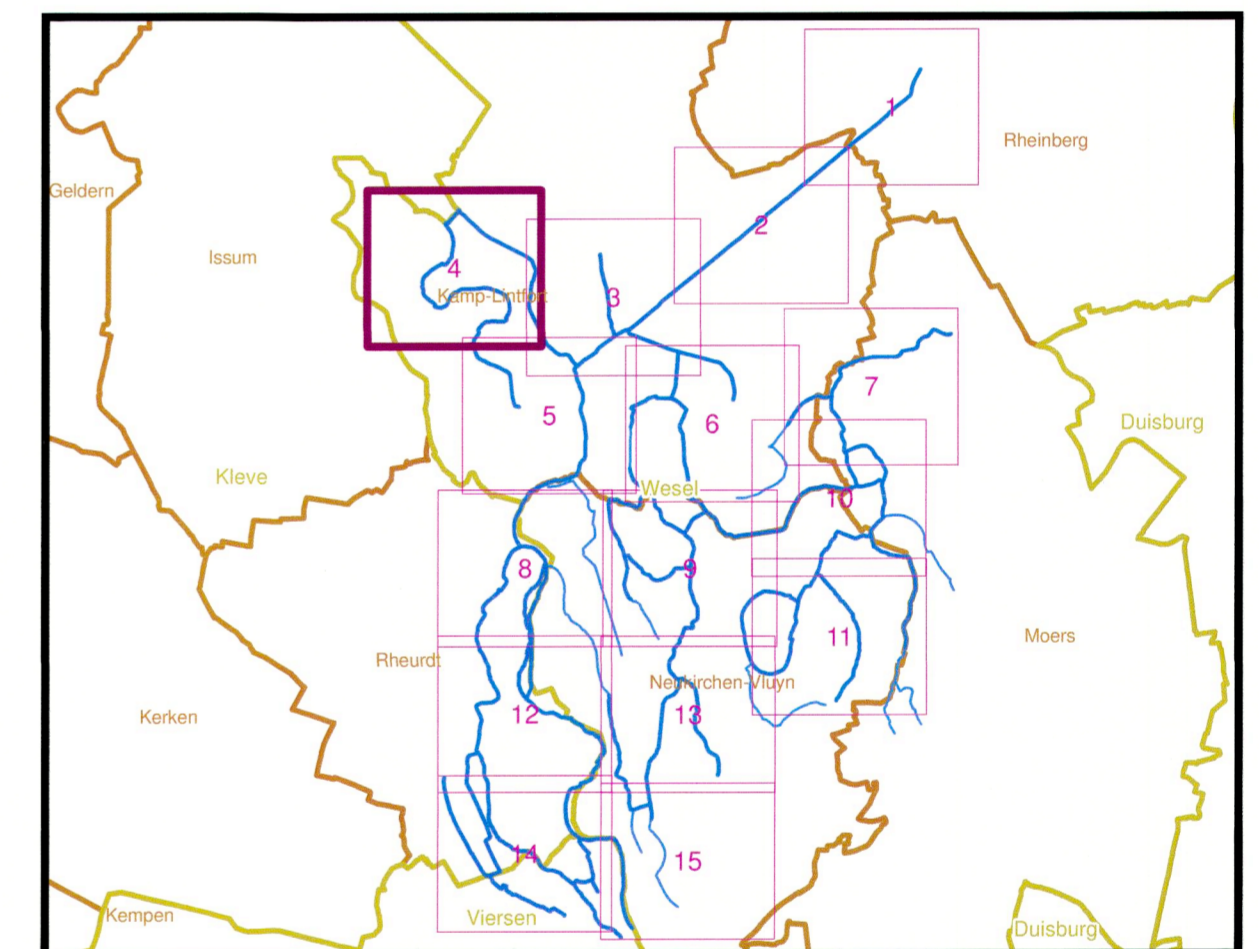 1
Rheinberg
Geldern
2
Issum
4
Kamp-Lintfort
3
7
5
6
Duisburg
Kleve
Wesel
10
8
9
11
Moers
Rheurdt
Neukirchen-Vluyn
Kerken
12
13
14
15
Kempen
Viersen
Duisburg